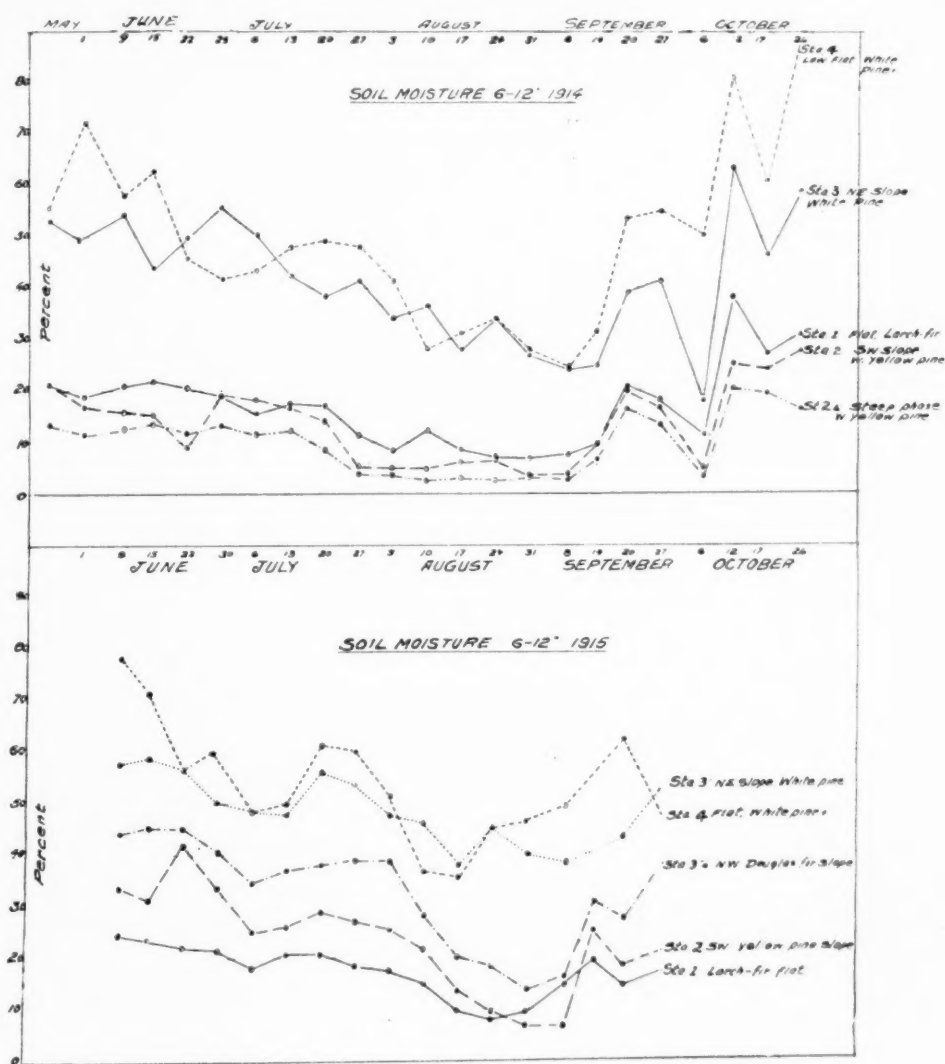 MAY JUNE JULY AUGUST SEPTEMBER OCTOBER
1 9 15 22 29 6 13 20 27 3 10 17 24 31 8 14 20 27 6 12 17 26
SOIL MOISTURE 6-12" 1914
Sta 4
Low Flat White
Pine.
80
70
60
50
40
30
20
10
0
Percent
Sta 3 NE Slope
White Pine
Sta 1 Flat, Larch-fir
Sta 2 SW Slope
W. Yellow pine
St 2a Steep phase
W Yellow pine
1 8 15 22 30 6 13 20 27 3 10 17 24 31 8 14 20 27 6 12 17 26
JUNE JULY AUGUST SEPTEMBER OCTOBER
SOIL MOISTURE 6-12" 1915
90
80
70
60
50
40
30
20
10
0
Percent
Sta 3 NE Slope White pine
Sta 4 Flat, White pine.
Sta 3a NW. Douglas fir Slope
Sta 2 SW. Yellow pine Slope
Sta 1 Larch-fir flat